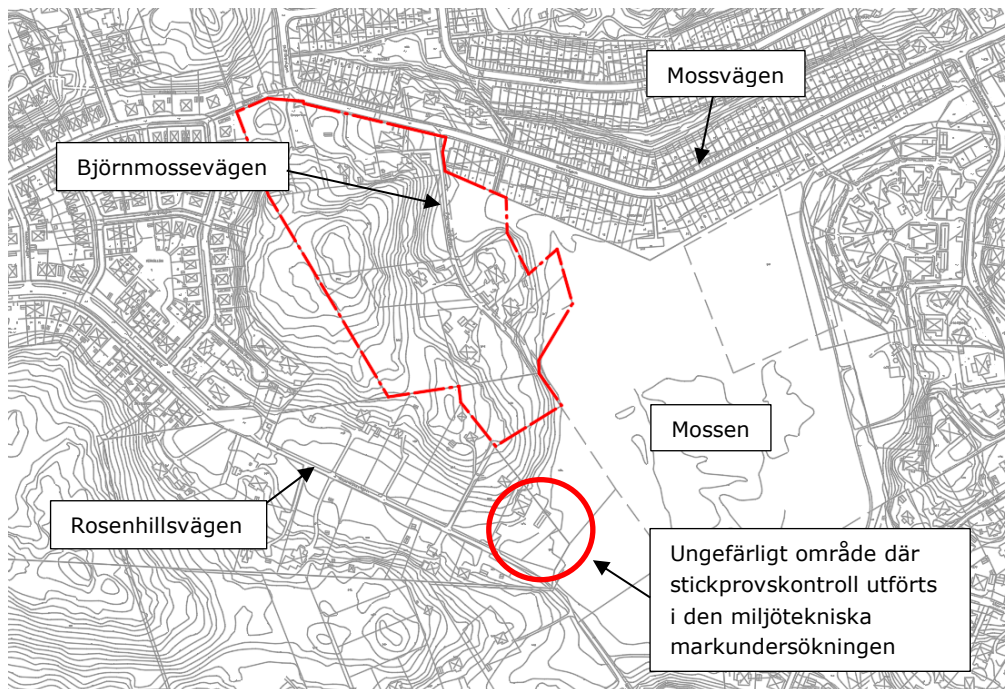 Mossvägen
Björnmossevägen
Mossen
Rosenhillsvägen
Ungefärligt område där
stickprovskontroll utförts
i den miljötekniska
markundersökningen